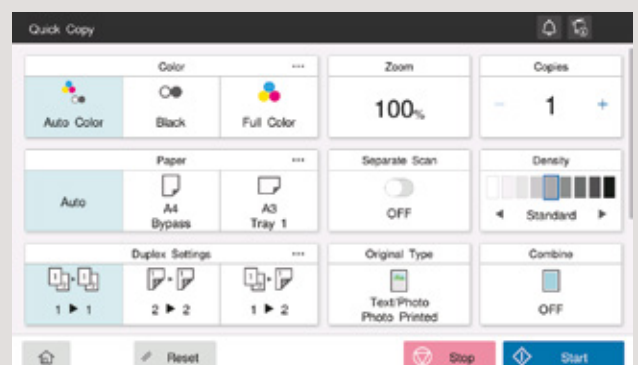 Quick Copy
Color ··· Zoom Copies
Auto Color Black Full Color 100% - 1 +
Paper ··· Separate Scan Density
Auto A4 Bypass A3 Tray 1 OFF ◄ Standard ►
Duplex Settings ··· Original Type Combine
1 ► 1 2 ► 2 1 ► 2 Text/Photo Photo Printed OFF
Reset Stop Start